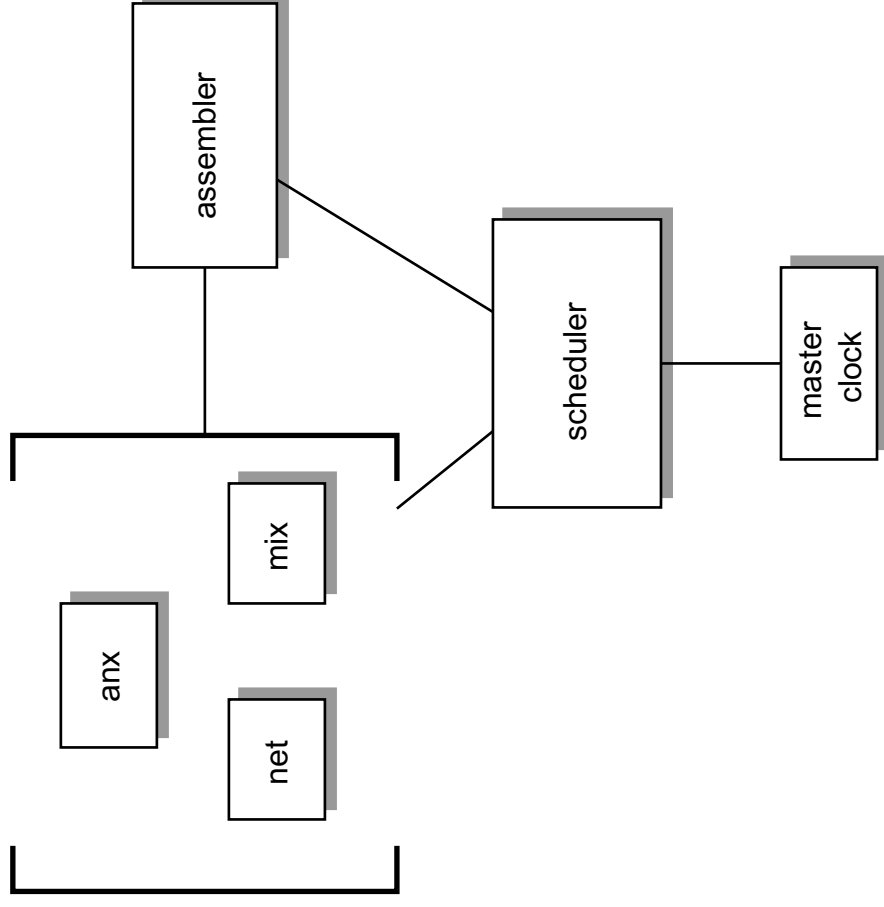 anx
net
mix
assembler
scheduler
master
clock